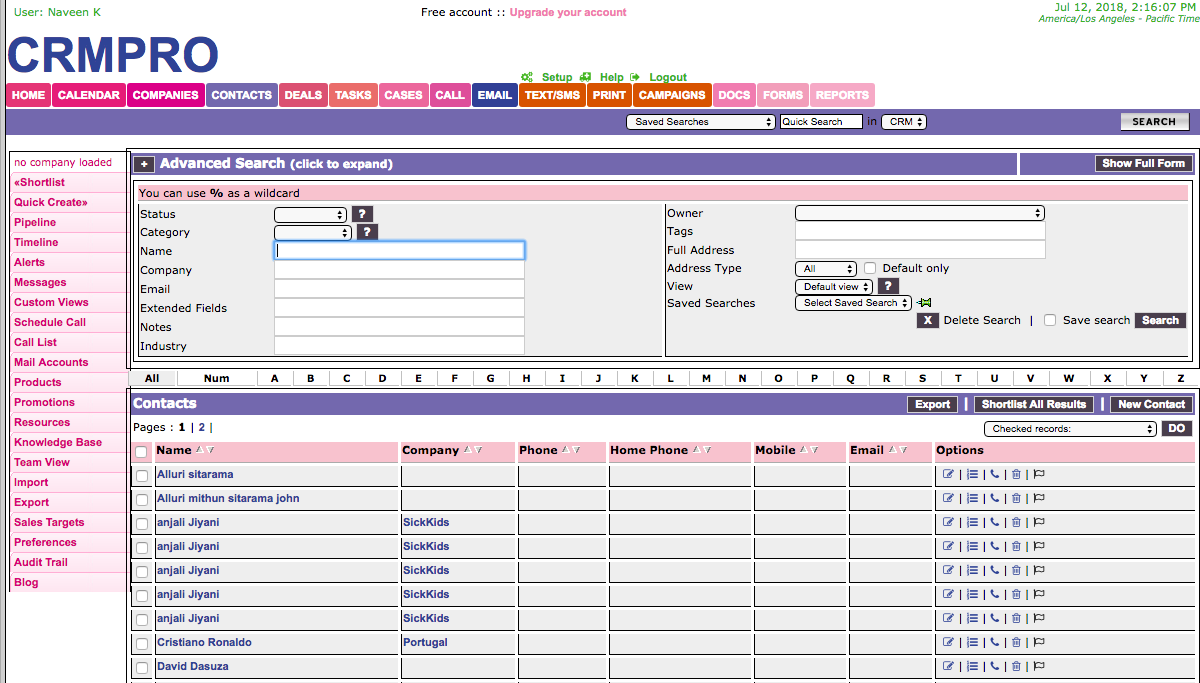 User: Naveen K
Free account :: Upgrade your account
Jul 12, 2018, 2:16:07 PM
America/Los Angeles - Pacific Time
CRMPRO
Setup Help Logout
HOME CALENDAR COMPANIES CONTACTS DEALS TASKS CASES CALL EMAIL TEXT/SMS PRINT CAMPAIGNS DOCS FORMS REPORTS
Saved Searches Quick Search in CRM SEARCH
no company loaded
«Shortlist
Quick Create»
Pipeline
Timeline
Alerts
Messages
Custom Views
Schedule Call
Call List
Mail Accounts
Products
Promotions
Resources
Knowledge Base
Team View
Import
Export
Sales Targets
Preferences
Audit Trail
Blog
+ Advanced Search (click to expand) Show Full Form
You can use % as a wildcard
Status ?
Category ?
Name
Company
Email
Extended Fields
Notes
Industry
Owner
Tags
Full Address
Address Type All Default only
View Default view ?
Saved Searches Select Saved Search
X Delete Search | Save search Search
All Num A B C D E F G H I J K L M N O P Q R S T U V W X Y Z
Contacts Export | Shortlist All Results | New Contact
Pages : 1 | 2 | Checked records: DO
Name Company Phone Home Phone Mobile Email Options
Alluri sitarama | | | |
Alluri mithun sitarama john | | | |
anjali Jiyani SickKids | | | |
anjali Jiyani SickKids | | | |
anjali Jiyani SickKids | | | |
anjali Jiyani SickKids | | | |
anjali Jiyani SickKids | | | |
Cristiano Ronaldo Portugal | | | |
David Dasuza | | | |